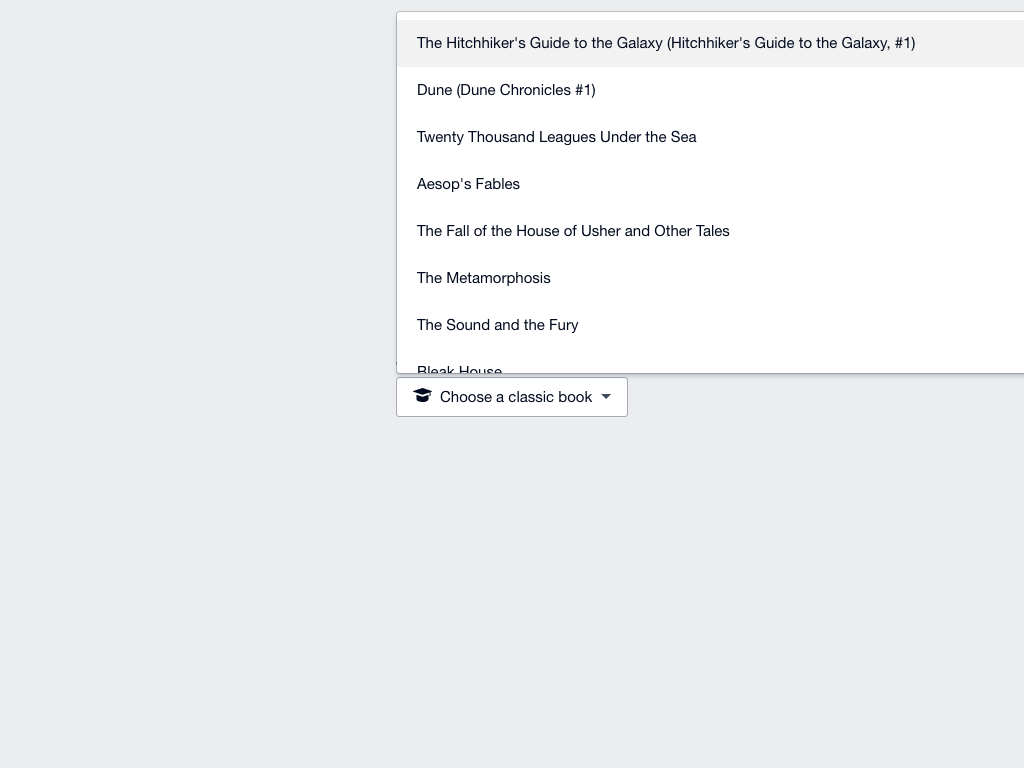 The Hitchhiker's Guide to the Galaxy (Hitchhiker's Guide to the Galaxy, #1)
Dune (Dune Chronicles #1)
Twenty Thousand Leagues Under the Sea
Aesop's Fables
The Fall of the House of Usher and Other Tales
The Metamorphosis
The Sound and the Fury
Bleak House
Choose a classic book